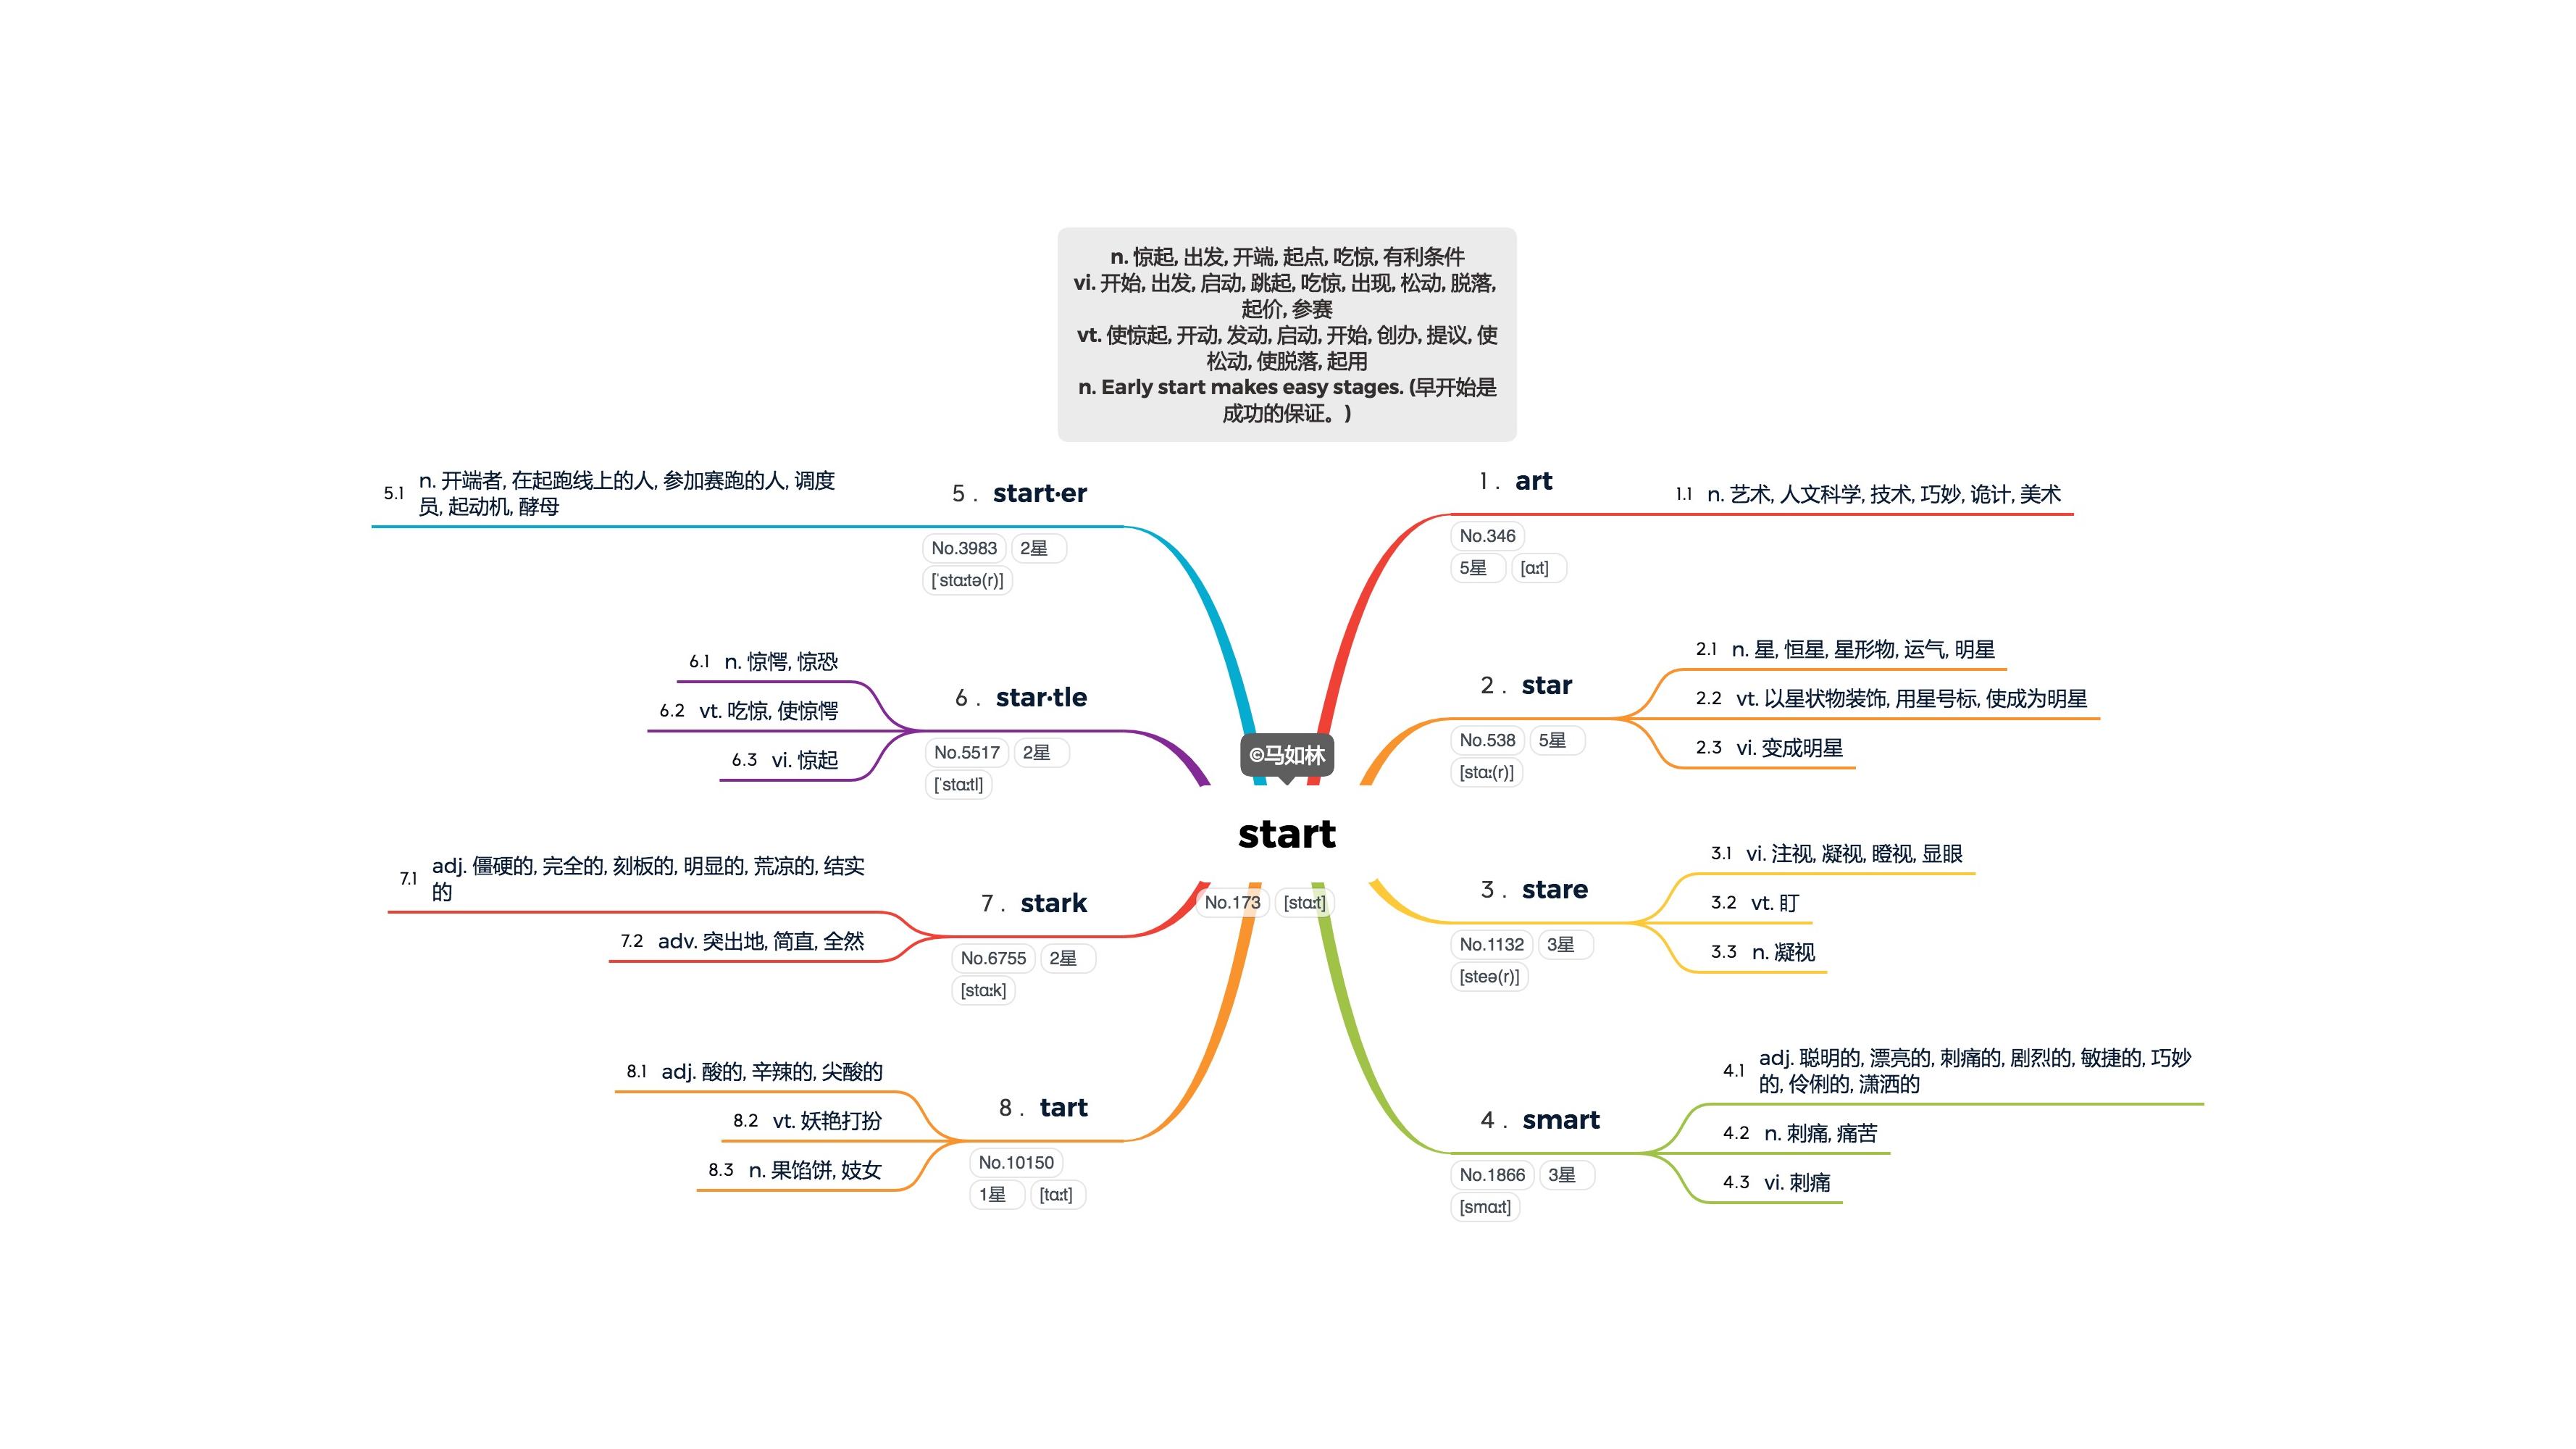 n. 惊起, 出发, 开端, 起点, 吃惊, 有利条件
vi. 开始, 出发, 启动, 跳起, 吃惊, 出现, 松动, 脱落,
起价, 参赛
vt. 使惊起, 开动, 发动, 启动, 开始, 创办, 提议, 使
松动, 使脱落, 起用
n. Early start makes easy stages. (早开始是
成功的保证。)
©马如林
start
No.173 [stɑːt]
1 . art
No.346
5星 [ɑːt]
1.1 n. 艺术, 人文科学, 技术, 巧妙, 诡计, 美术
2 . star
No.538 5星
[stɑː(r)]
2.1 n. 星, 恒星, 星形物, 运气, 明星
2.2 vt. 以星状物装饰, 用星号标, 使成为明星
2.3 vi. 变成明星
3 . stare
No.1132 3星
[steə(r)]
3.1 vi. 注视, 凝视, 瞪视, 显眼
3.2 vt. 盯
3.3 n. 凝视
4 . smart
No.1866 3星
[smɑːt]
4.1 adj. 聪明的, 漂亮的, 刺痛的, 剧烈的, 敏捷的, 巧妙
的, 伶俐的, 潇洒的
4.2 n. 刺痛, 痛苦
4.3 vi. 刺痛
5 . start·er
No.3983 2星
[ˈstɑːtə(r)]
5.1 n. 开端者, 在起跑线上的人, 参加赛跑的人, 调度
员, 起动机, 酵母
6 . star·tle
No.5517 2星
[ˈstɑːtl]
6.1 n. 惊愕, 惊恐
6.2 vt. 吃惊, 使惊愕
6.3 vi. 惊起
7 . stark
No.6755 2星
[stɑːk]
7.1 adj. 僵硬的, 完全的, 刻板的, 明显的, 荒凉的, 结实
的
7.2 adv. 突出地, 简直, 全然
8 . tart
No.10150
1星 [tɑːt]
8.1 adj. 酸的, 辛辣的, 尖酸的
8.2 vt. 妖艳打扮
8.3 n. 果馅饼, 妓女